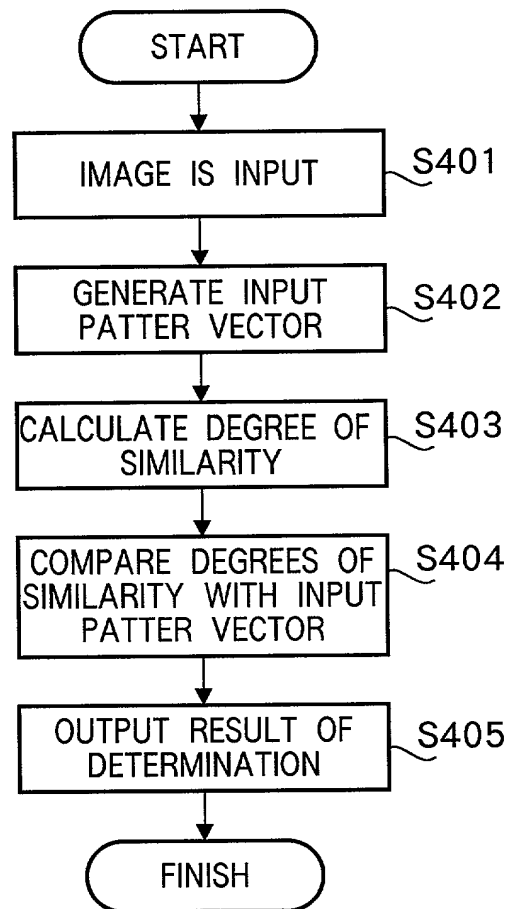 START
IMAGE IS INPUT
S401
GENERATE INPUT
PATTER VECTOR
S402
CALCULATE DEGREE OF
SIMILARITY
S403
COMPARE DEGREES OF
SIMILARITY WITH INPUT
PATTER VECTOR
S404
OUTPUT RESULT OF
DETERMINATION
S405
FINISH